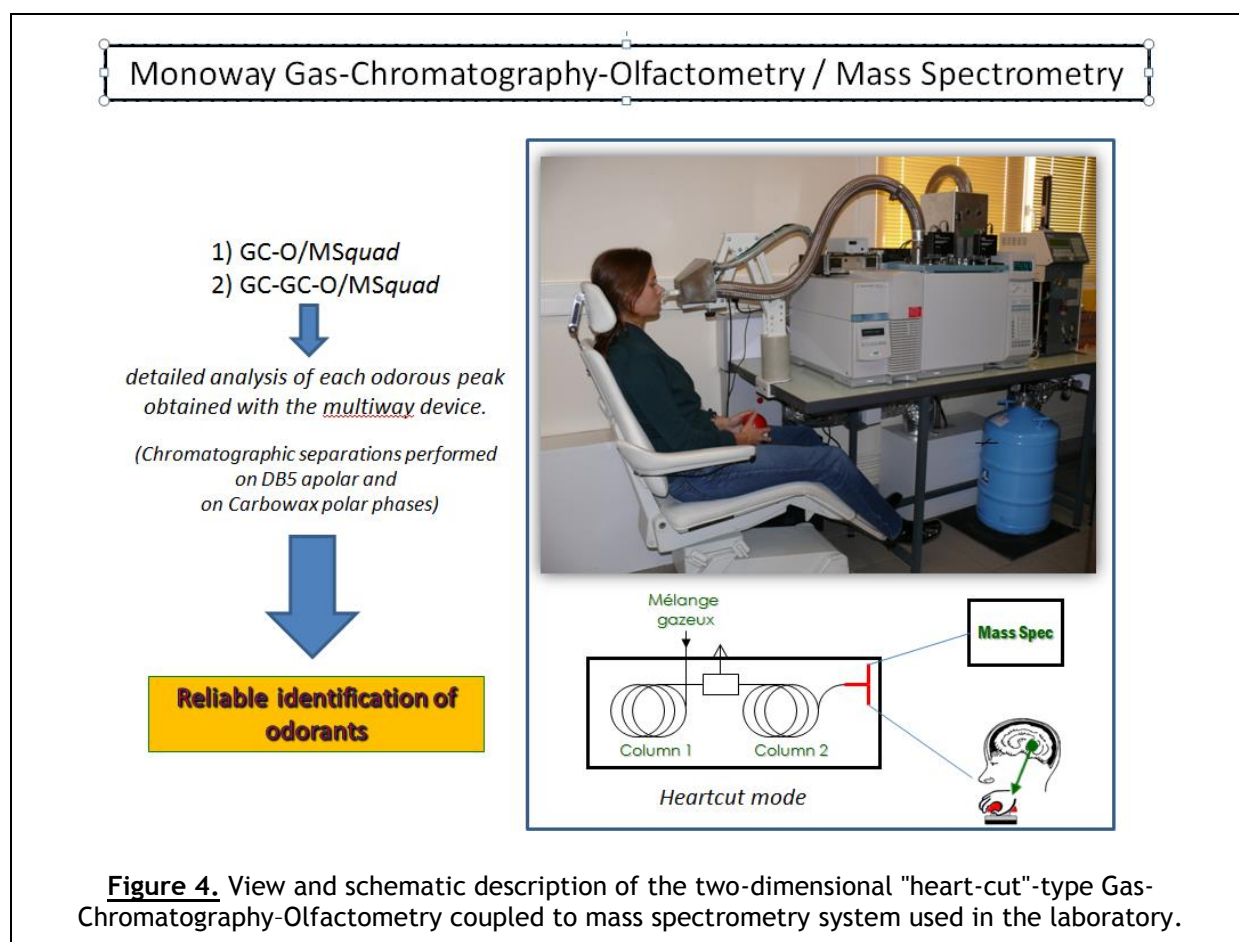 Monoway Gas-Chromatography-Olfactometry / Mass Spectrometry
1) GC-O/MSquad
2) GC-GC-O/MSquad
detailed analysis of each odorous peak
obtained with the multiway device.
(Chromatographic separations performed
on DB5 apolar and
on Carbowax polar phases)
Reliable identification of
odorants
Mélange
gazeux
Mass Spec
Column 1
Column 2
Heartcut mode
Figure 4. View and schematic description of the two-dimensional "heart-cut"-type Gas-
Chromatography-Olfactometry coupled to mass spectrometry system used in the laboratory.